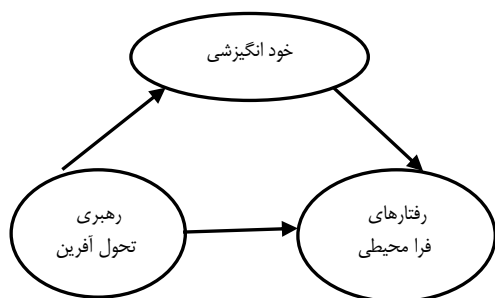 خود انگیزشی
رهبری
تحول آفرین
رفتارهای
فرا محیطی